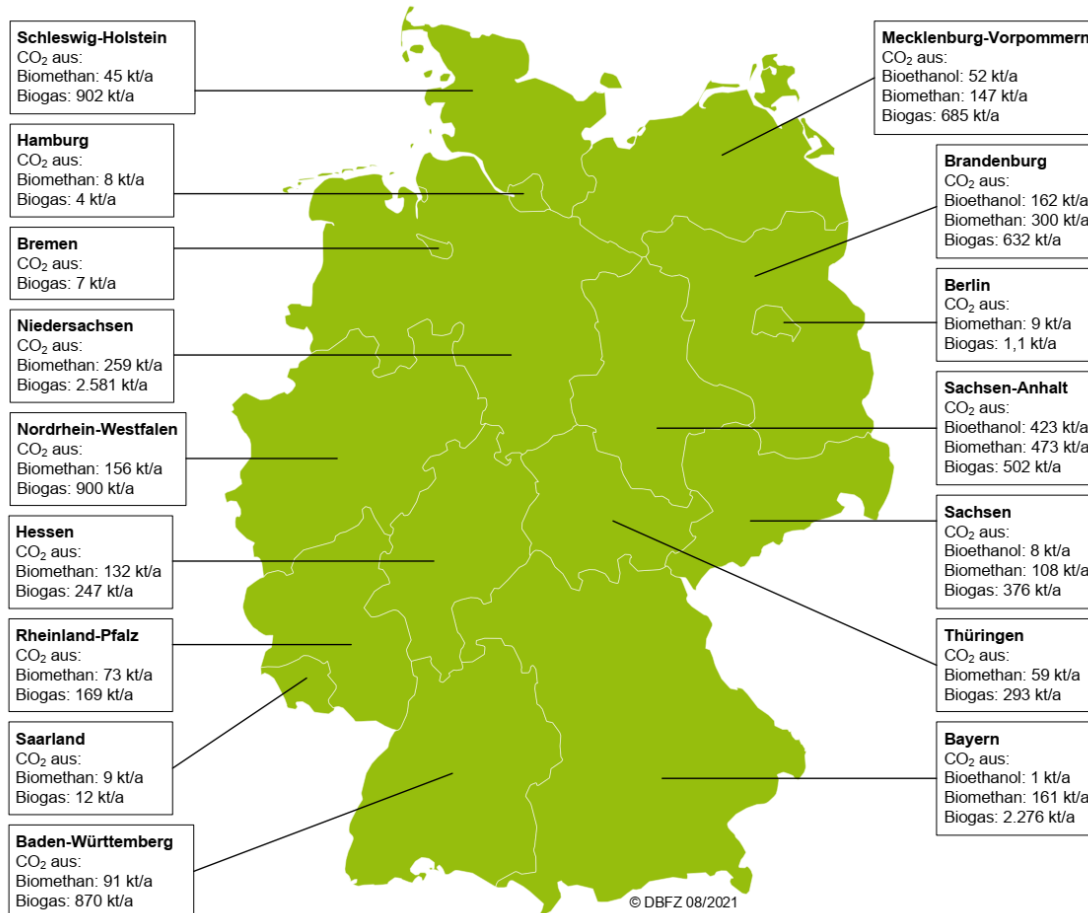 Schleswig-Holstein
CO₂ aus:
Biomethan: 45 kt/a
Biogas: 902 kt/a
Hamburg
CO₂ aus:
Biomethan: 8 kt/a
Biogas: 4 kt/a
Bremen
CO₂ aus:
Biogas: 7 kt/a
Niedersachsen
CO₂ aus:
Biomethan: 259 kt/a
Biogas: 2.581 kt/a
Nordrhein-Westfalen
CO₂ aus:
Biomethan: 156 kt/a
Biogas: 900 kt/a
Hessen
CO₂ aus:
Biomethan: 132 kt/a
Biogas: 247 kt/a
Rheinland-Pfalz
CO₂ aus:
Biomethan: 73 kt/a
Biogas: 169 kt/a
Saarland
CO₂ aus:
Biomethan: 9 kt/a
Biogas: 12 kt/a
Baden-Württemberg
CO₂ aus:
Biomethan: 91 kt/a
Biogas: 870 kt/a
Mecklenburg-Vorpommern
CO₂ aus:
Bioethanol: 52 kt/a
Biomethan: 147 kt/a
Biogas: 685 kt/a
Brandenburg
CO₂ aus:
Bioethanol: 162 kt/a
Biomethan: 300 kt/a
Biogas: 632 kt/a
Berlin
CO₂ aus:
Biomethan: 9 kt/a
Biogas: 1,1 kt/a
Sachsen-Anhalt
CO₂ aus:
Bioethanol: 423 kt/a
Biomethan: 473 kt/a
Biogas: 502 kt/a
Sachsen
CO₂ aus:
Bioethanol: 8 kt/a
Biomethan: 108 kt/a
Biogas: 376 kt/a
Thüringen
CO₂ aus:
Biomethan: 59 kt/a
Biogas: 293 kt/a
Bayern
CO₂ aus:
Bioethanol: 1 kt/a
Biomethan: 161 kt/a
Biogas: 2.276 kt/a
© DBFZ 08/2021